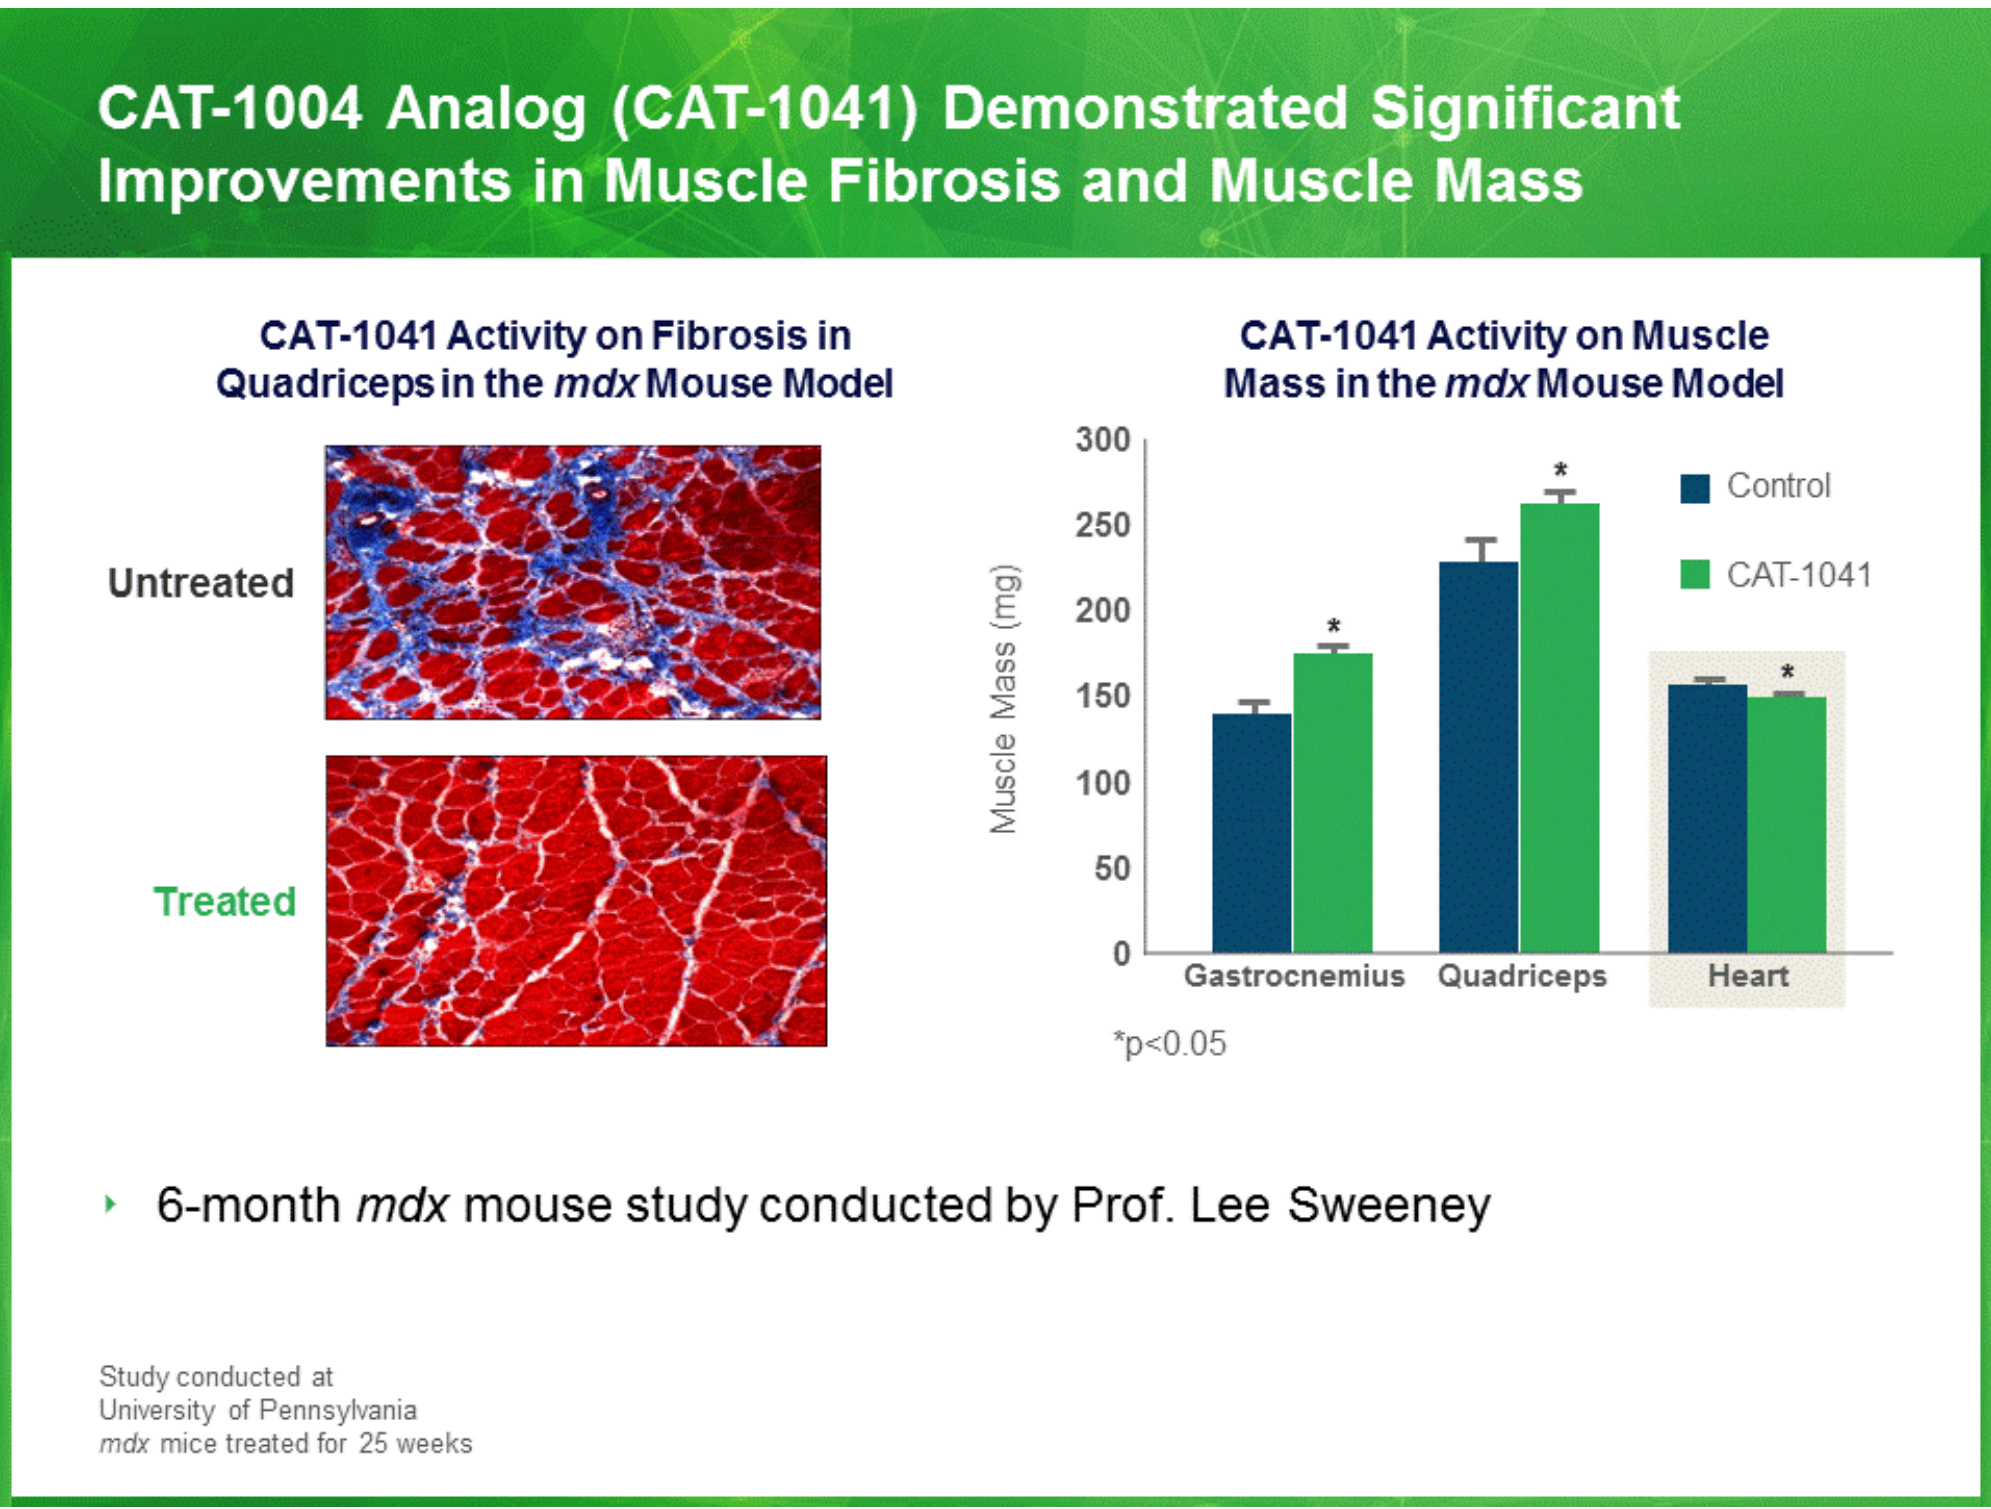 CAT-1004 Analog (CAT-1041) Demonstrated Significant
Improvements in Muscle Fibrosis and Muscle Mass
CAT-1041 Activity on Fibrosis in
Quadriceps in the mdx Mouse Model
Untreated
Treated
CAT-1041 Activity on Muscle
Mass in the mdx Mouse Model
Muscle Mass (mg)
300
250
200
150
100
50
0
*
*
*
Control
CAT-1041
Gastrocnemius
Quadriceps
Heart
*p<0.05
6-month mdx mouse study conducted by Prof. Lee Sweeney
Study conducted at
University of Pennsylvania
mdx mice treated for 25 weeks